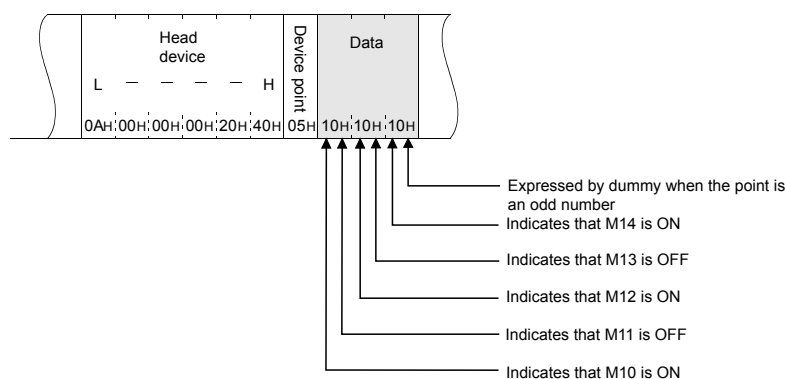 Head
device
L – – – – H
Device point
Data
0AH 00H 00H 00H 20H 40H 05H 10H 10H 10H
Expressed by dummy when the point is
an odd number
Indicates that M14 is ON
Indicates that M13 is OFF
Indicates that M12 is ON
Indicates that M11 is OFF
Indicates that M10 is ON